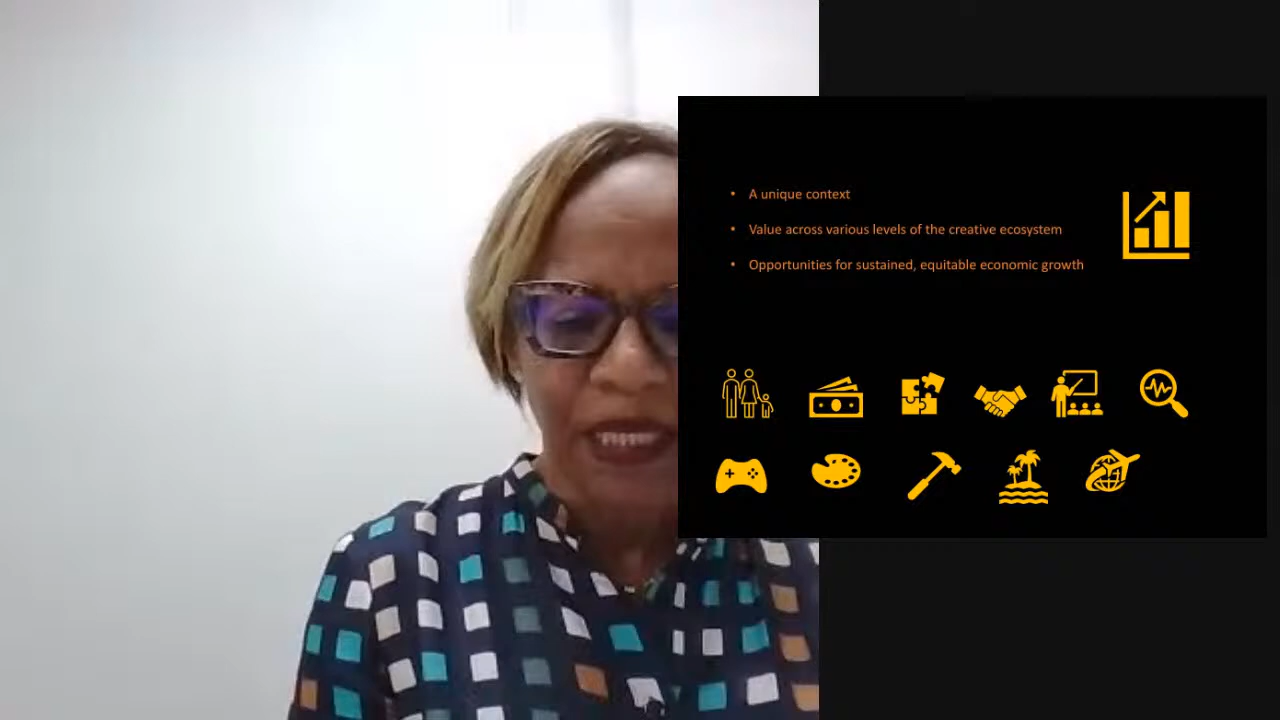 • A unique context
• Value across various levels of the creative ecosystem
• Opportunities for sustained, equitable economic growth